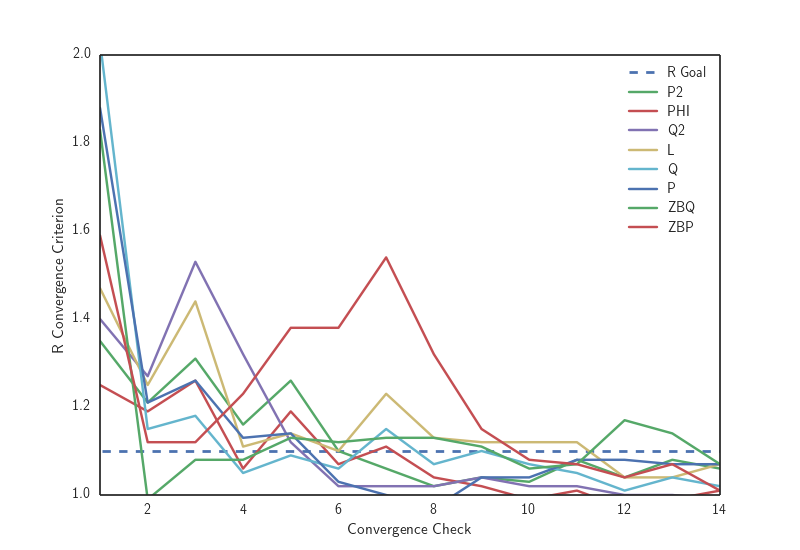 2.0
1.8
1.6
1.4
1.2
1.0
R Convergence Criterion
2 4 6 8 10 12 14
Convergence Check
R Goal
P2
PHI
Q2
L
Q
P
ZBQ
ZBP